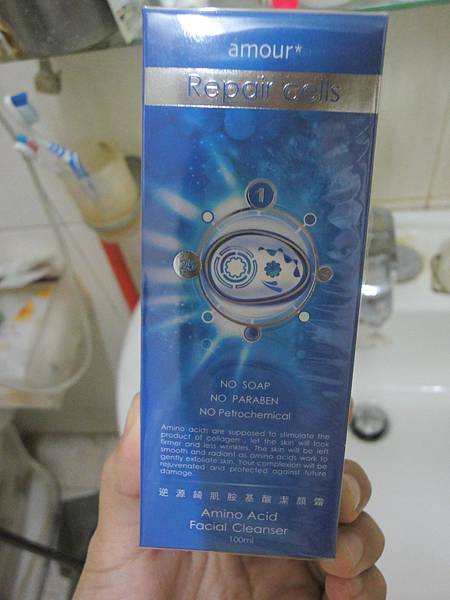 amour*
Repair cells
1
NO SOAP
NO PARABEN
NO Petrochemical
Amino acids are supposed to stimulate the
product of collagen , let the skin will look
firmer and less wrinkles. The skin will be left
smooth and radiant as amino acids work to
gently exfoliate skin. Your complexion will be
rejuvenated and protected against future
damage.
逆源綺肌胺基酸潔顏霜
Amino Acid
Facial Cleanser
100ml